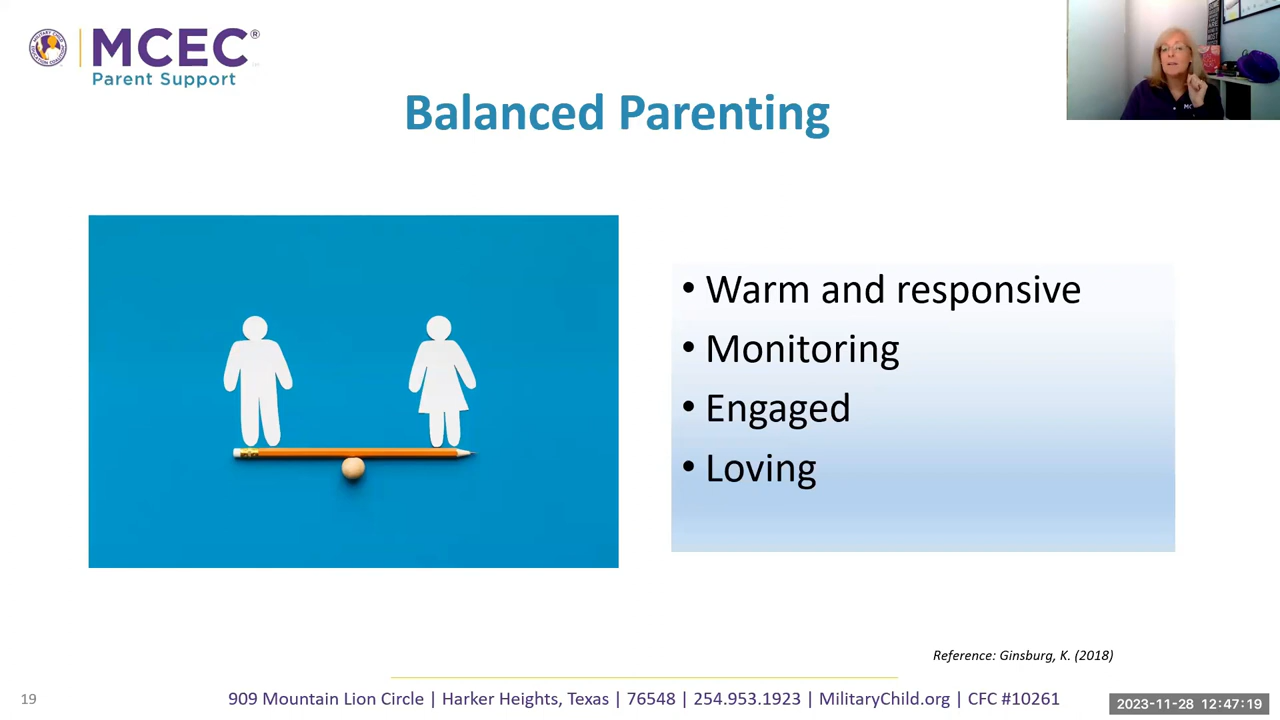 MCEC®
Parent Support
Balanced Parenting
• Warm and responsive
• Monitoring
• Engaged
• Loving
Reference: Ginsburg, K. (2018)
19
909 Mountain Lion Circle | Harker Heights, Texas | 76548 | 254.953.1923 | MilitaryChild.org | CFC #10261
2023-11-28 12:47:19